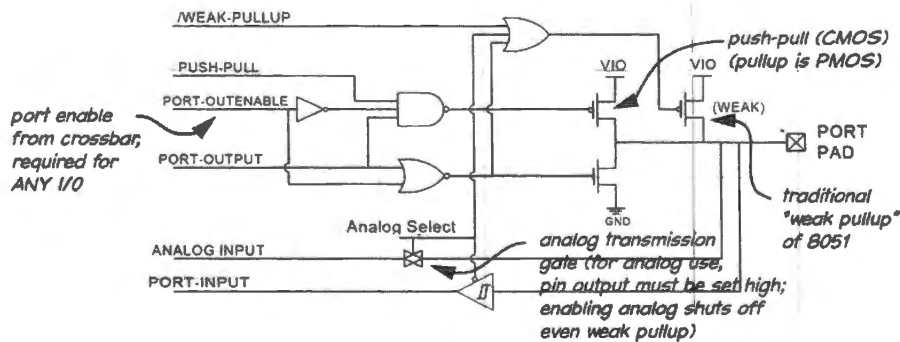 /WEAK-PULLUP
push-pull (CMOS)
(pullup is PMOS)
PUSH-PULL
VIO
VIO
port enable
from crossbar,
required for
ANY I/O
PORT-OUTENABLE
(WEAK)
PORT
PAD
PORT-OUTPUT
GND
traditional
"weak pullup"
of 8051
Analog Select
analog transmission
gate (for analog use,
pin output must be set high;
enabling analog shuts off
even weak pullup)
ANALOG INPUT
PORT-INPUT